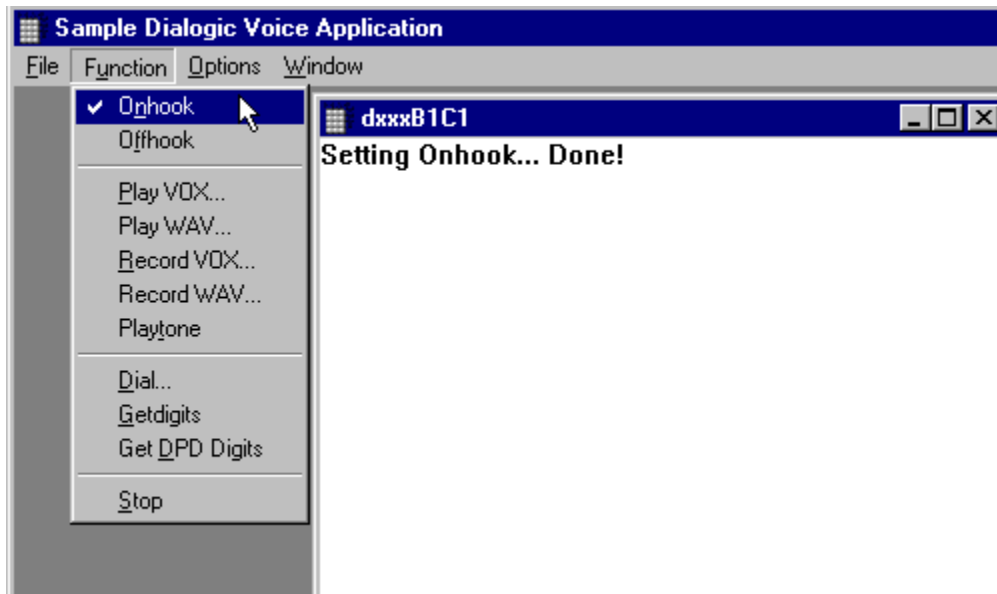 Sample Dialogic Voice Application
File Function Options Window
Onhook
Offhook
Play VOX...
Play WAV...
Record VOX...
Record WAV...
Playtone
Dial...
Getdigits
Get DPD Digits
Stop
dxxxB1C1
Setting Onhook... Done!